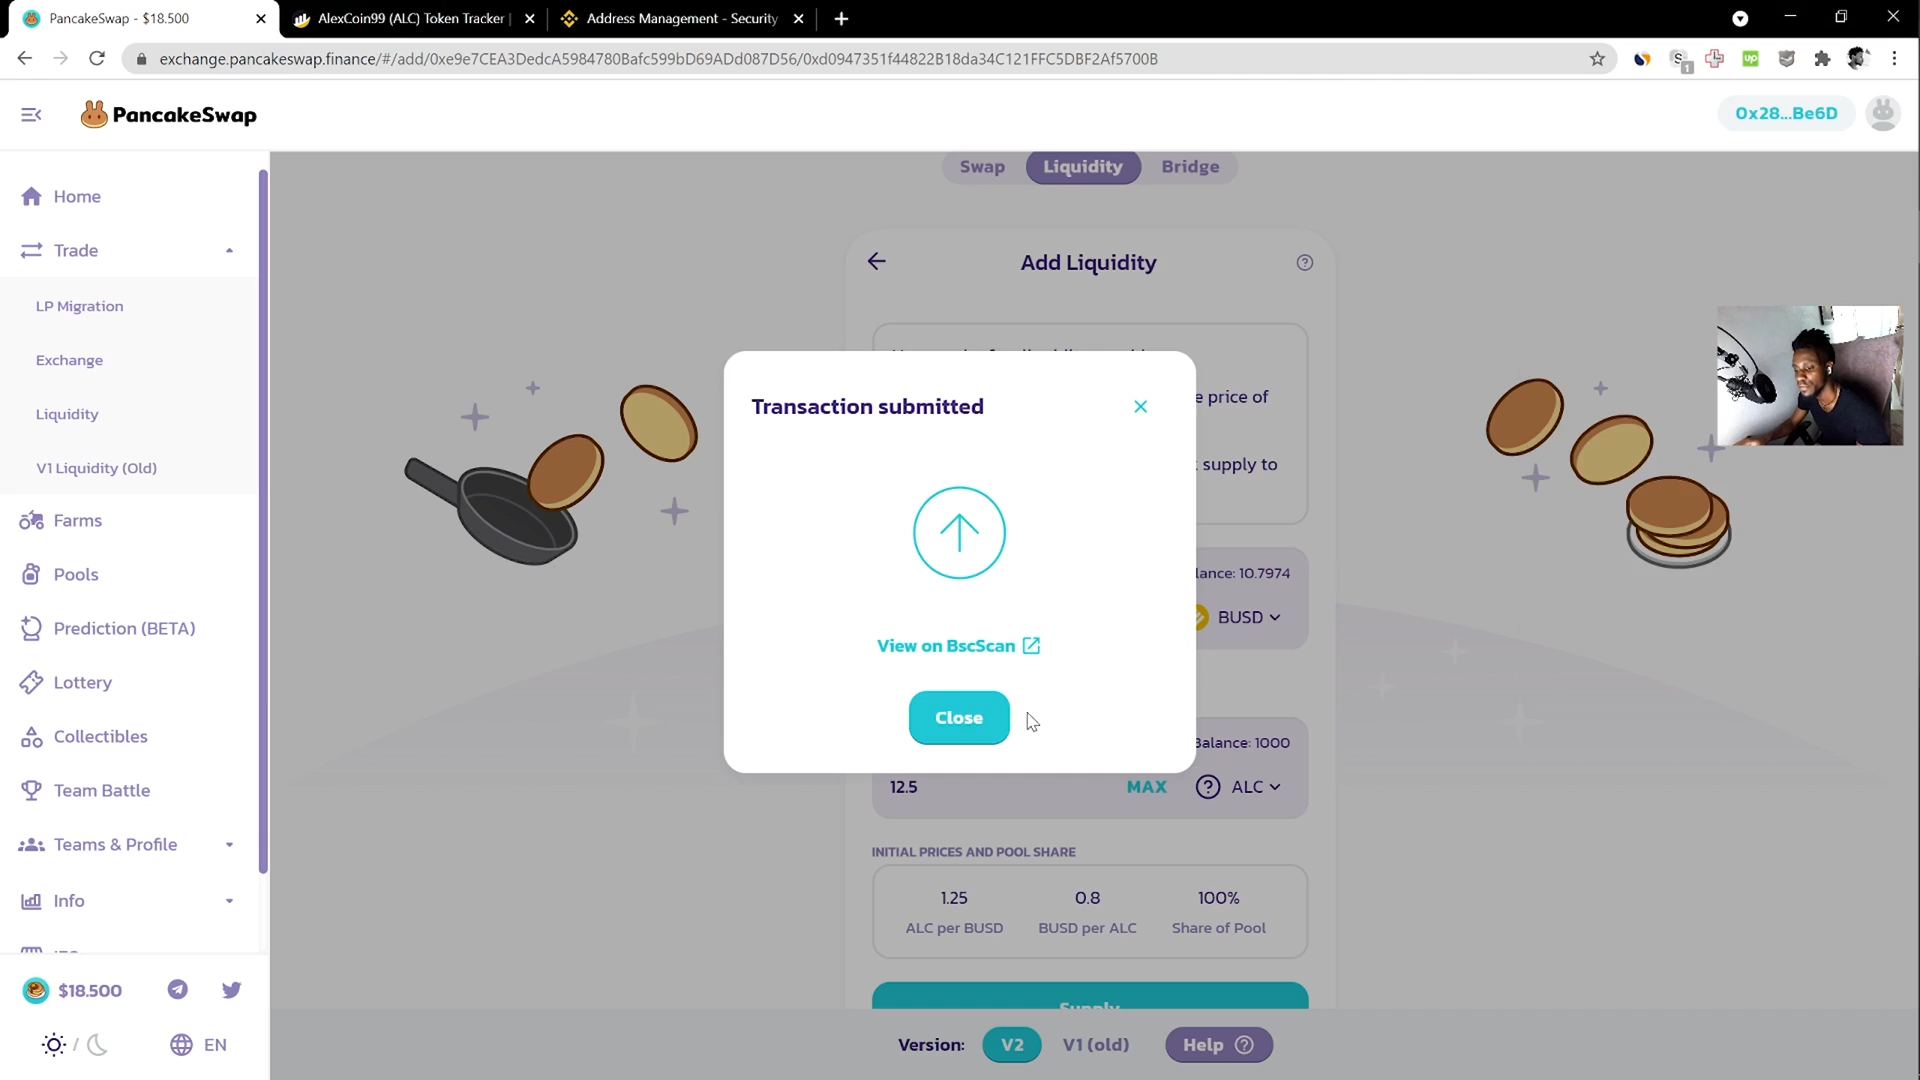 PancakeSwap - $18.500
AlexCoin99 (ALC) Token Tracker |
Address Management - Security
exchange.pancakeswap.finance/#/add/0xe9e7CEA3DedcA5984780Bafc599bD69ADd087D56/0xd0947351f44822B18da34C121FFC5DBF2Af5700B
PancakeSwap
0x28...Be6D
Home
Trade
LP Migration
Exchange
Liquidity
V1 Liquidity (Old)
Farms
Pools
Prediction (BETA)
Lottery
Collectibles
Team Battle
Teams & Profile
Info
$18.500
EN
Swap
Liquidity
Bridge
Add Liquidity
e price of
supply to
Transaction submitted
View on BscScan
Close
lance: 10.7974
BUSD
Balance: 1000
12.5
MAX
ALC
INITIAL PRICES AND POOL SHARE
1.25
0.8
100%
ALC per BUSD
BUSD per ALC
Share of Pool
Supply
Version:
V2
V1 (old)
Help